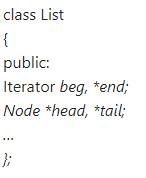 class List
{
public:
Iterator beg, *end;
Node *head, *tail;
...
};